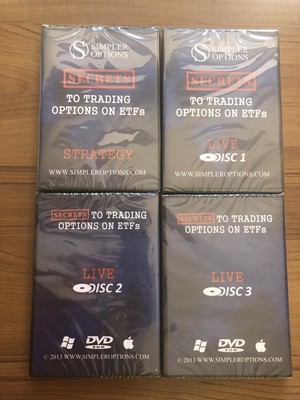 SIMPLER
OPTIONS
SECRETS
TO TRADING
OPTIONS ON ETFs
STRATEGY
WWW.SIMPLEROPTIONS.COM
SIMPLER
OPTIONS
SECRETS
TO TRADING
OPTIONS ON ETFs
LIVE
DISC 1
WWW.SIMPLEROPTIONS.COM
SECRETS TO TRADING
OPTIONS ON ETFs
LIVE
DISC 2
DVD
ROM
© 2013 WWW.SIMPLEROPTIONS.COM
SECRETS TO TRADING
OPTIONS ON ETFs
LIVE
DISC 3
DVD
ROM
© 2013 WWW.SIMPLEROPTIONS.COM